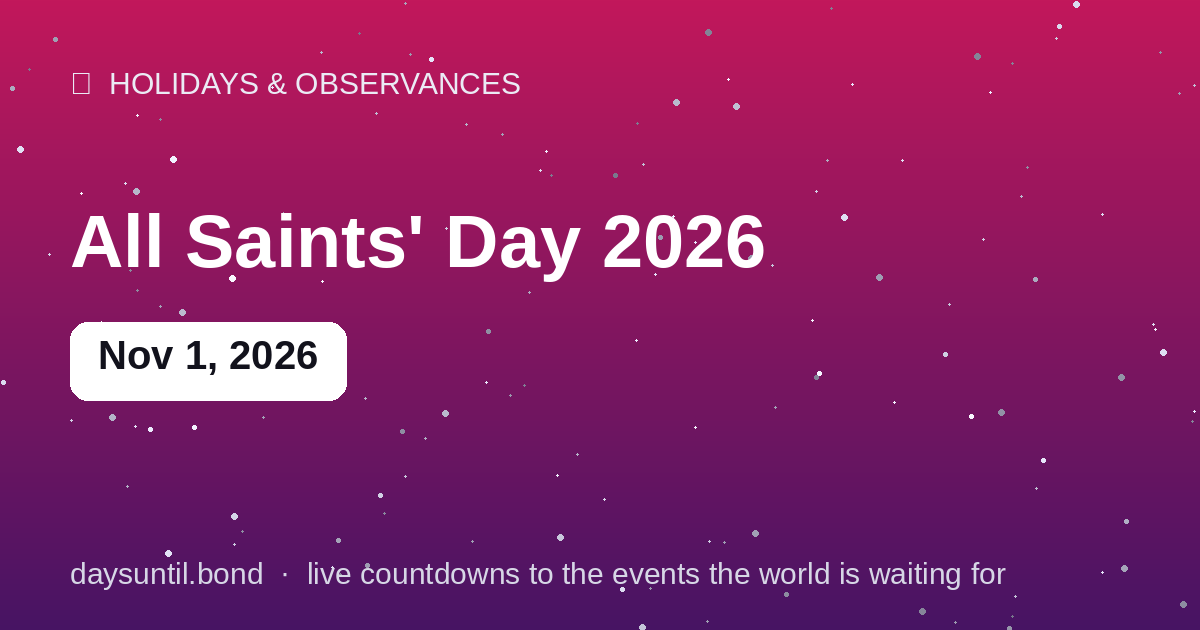 HOLIDAYS & OBSERVANCES
All Saints' Day 2026
Nov 1, 2026
daysuntil.bond · live countdowns to the events the world is waiting for